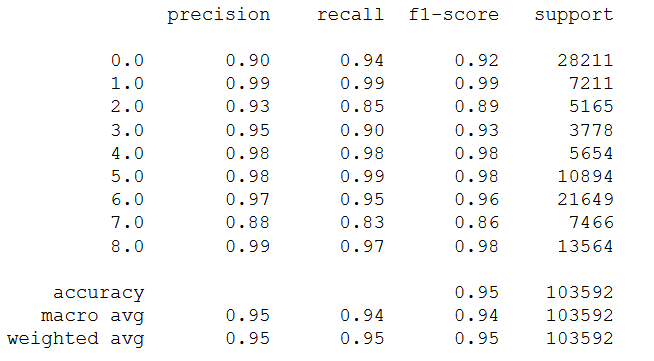 precision recall f1-score support
0.0 0.90 0.94 0.92 28211
1.0 0.99 0.99 0.99 7211
2.0 0.93 0.85 0.89 5165
3.0 0.95 0.90 0.93 3778
4.0 0.98 0.98 0.98 5654
5.0 0.98 0.99 0.98 10894
6.0 0.97 0.95 0.96 21649
7.0 0.88 0.83 0.86 7466
8.0 0.99 0.97 0.98 13564
accuracy 0.95 103592
macro avg 0.95 0.94 0.94 103592
weighted avg 0.95 0.95 0.95 103592